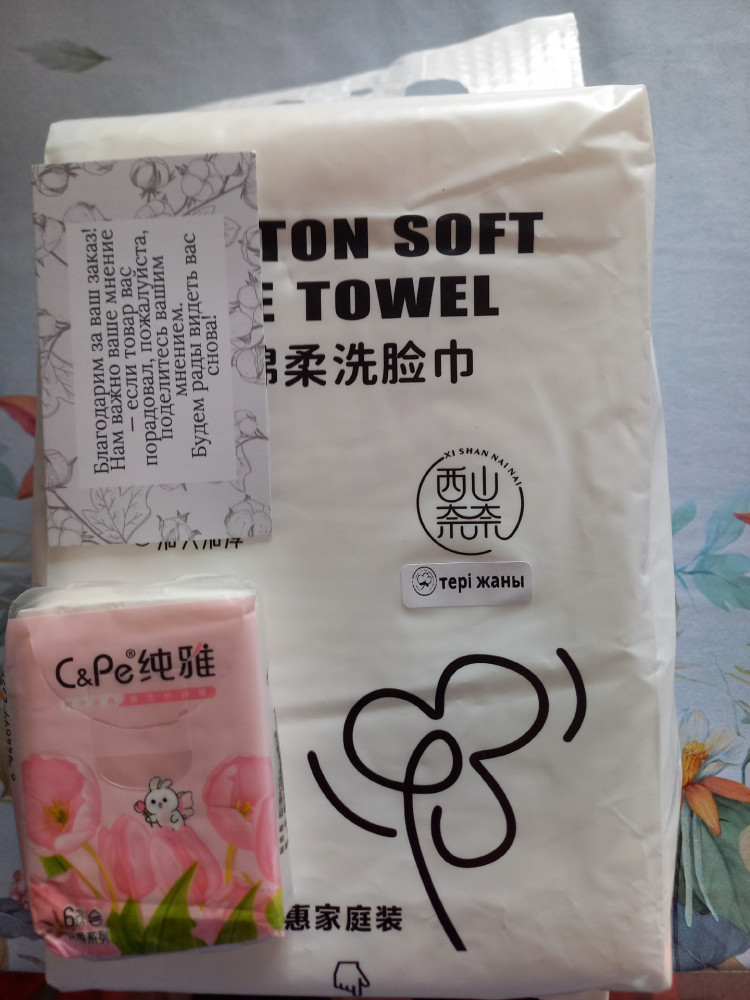 TON SOFT
TOWEL
棉柔洗脸巾
XI SHAN NAI NAI
西山
奈奈
тері жаны
Благодарим за ваш заказ!
Нам важно ваше мнение
– если товар вас
порадовал, пожалуйста,
поделитесь вашим
мнением.
Будем рады видеть вас
снова!
C&Pe®纯雅
惠家庭装